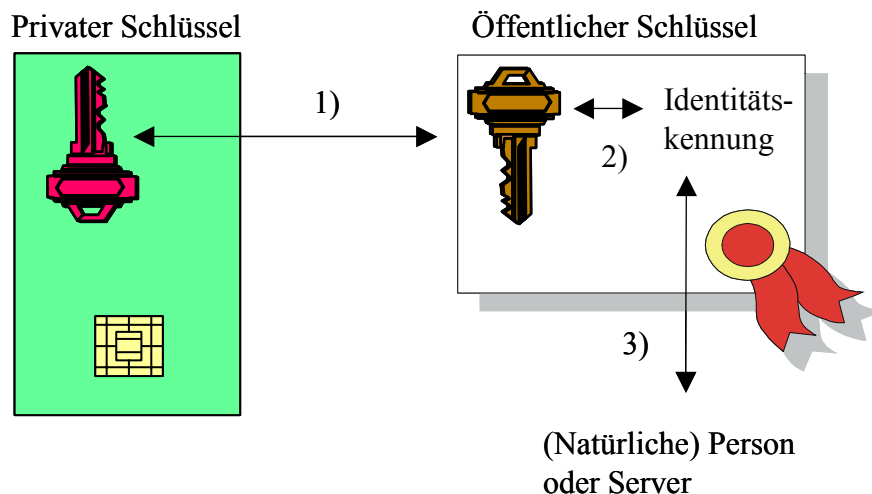 Privater Schlüssel
Öffentlicher Schlüssel
1)
Identitäts-
kennung
2)
3)
(Natürliche) Person
oder Server